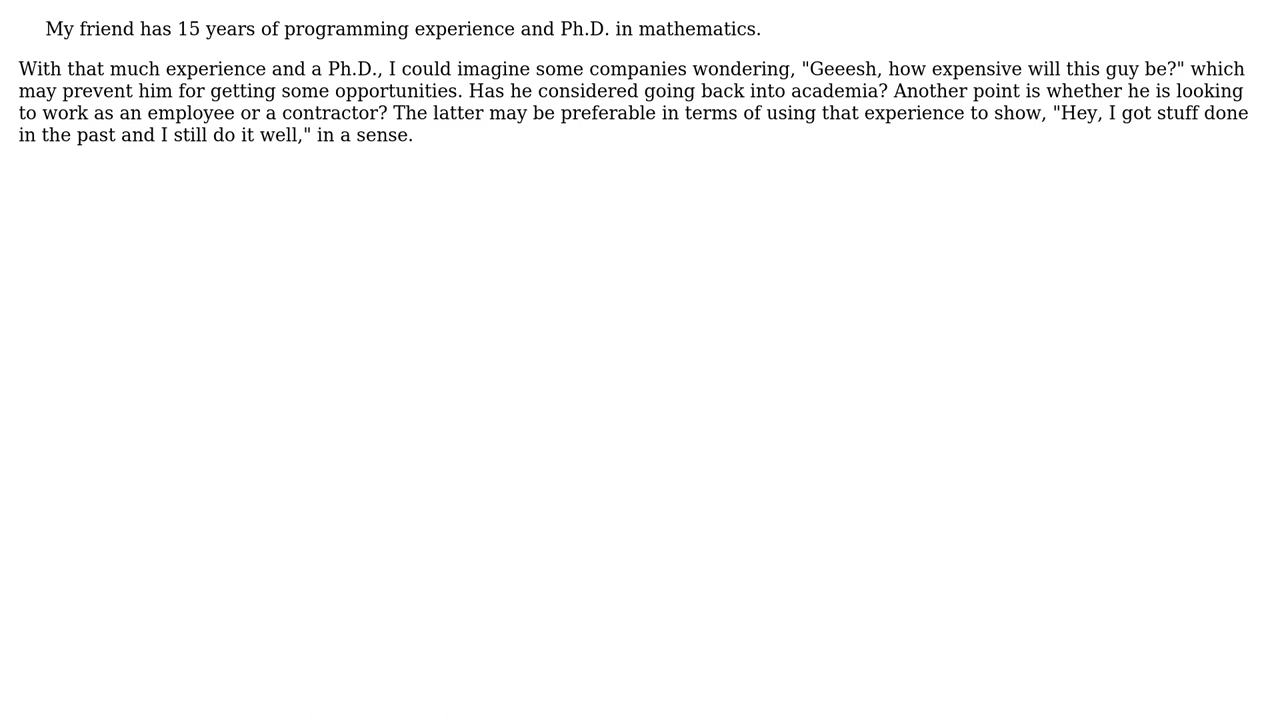 My friend has 15 years of programming experience and Ph.D. in mathematics.
With that much experience and a Ph.D., I could imagine some companies wondering, "Geeesh, how expensive will this guy be?" which
may prevent him for getting some opportunities. Has he considered going back into academia? Another point is whether he is looking
to work as an employee or a contractor? The latter may be preferable in terms of using that experience to show, "Hey, I got stuff done
in the past and I still do it well," in a sense.